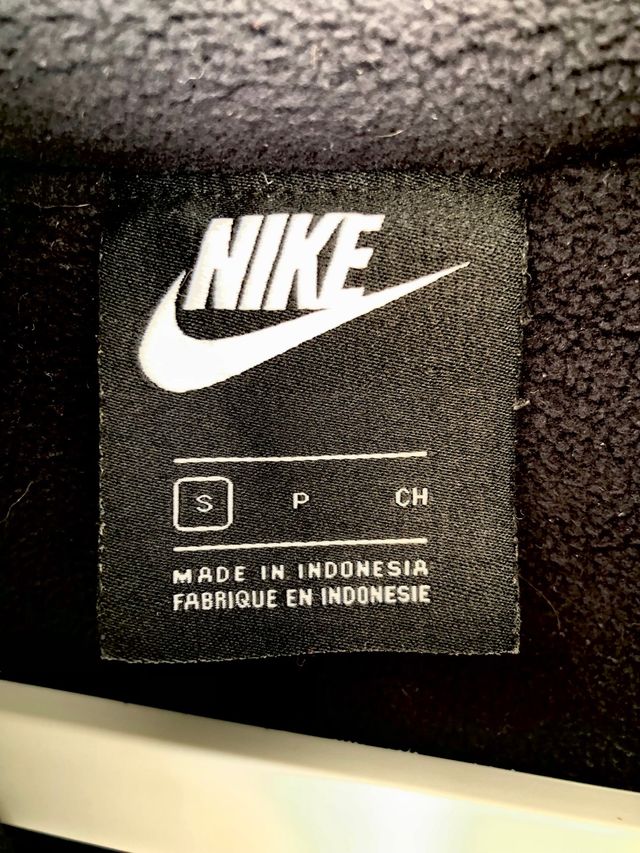 NIKE
S P CH
MADE IN INDONESIA
FABRIQUE EN INDONESIE